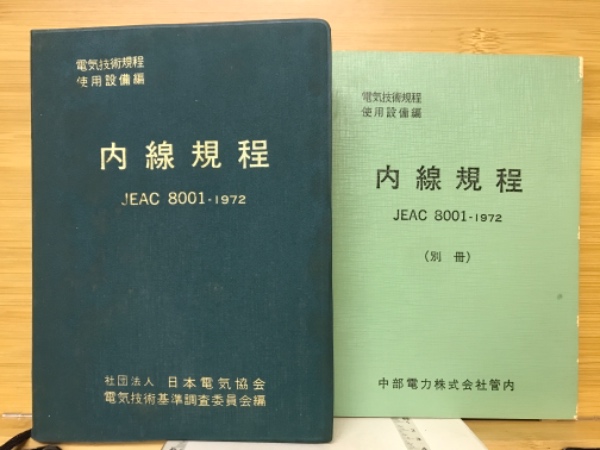 電気技術規程
使用設備編
内線規程
JEAC 8001-1972
社団法人 日本電気協会
電気技術基準調査委員会編
電気技術規程
使用設備編
内線規程
JEAC 8001-1972
(別冊)
中部電力株式会社管内